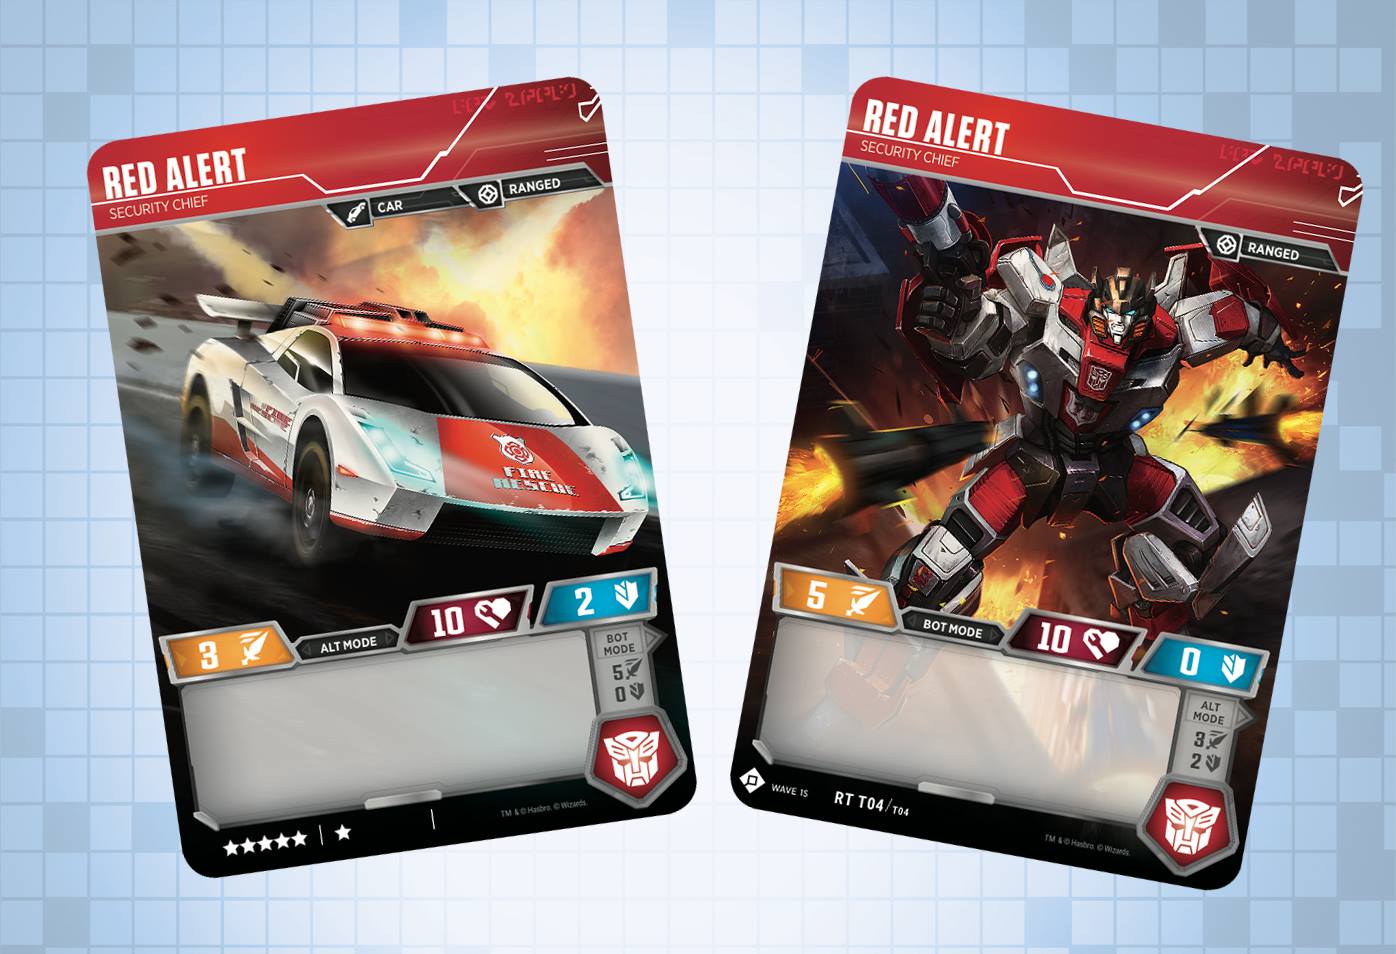 RED ALERT
SECURITY CHIEF
CAR
RANGED
FIRE
RESCUE
3
ALT MODE
10
2
BOT
MODE
5
0
TM & © Hasbro. © Wizards.
RED ALERT
SECURITY CHIEF
RANGED
5
BOT MODE
10
0
ALT
MODE
3
2
WAVE 1S
RT T04/T04
TM & © Hasbro. © Wizards.